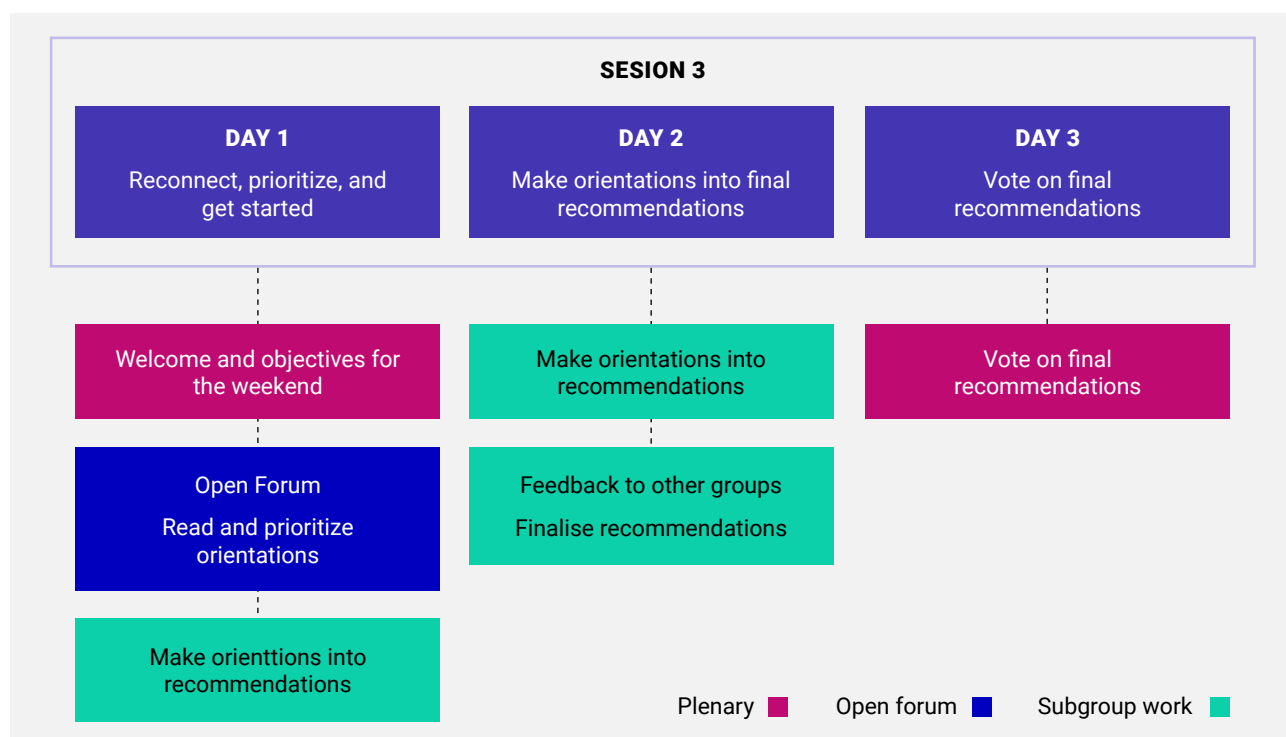 SESION 3
DAY 1
Reconnect, prioritize, and
get started
DAY 2
Make orientations into final
recommendations
DAY 3
Vote on final
recommendations
Welcome and objectives for
the weekend
Open Forum
Read and prioritize
orientations
Make orienttions into
recommendations
Make orientations into
recommendations
Feedback to other groups
Finalise recommendations
Vote on final
recommendations
Plenary
Open forum
Subgroup work